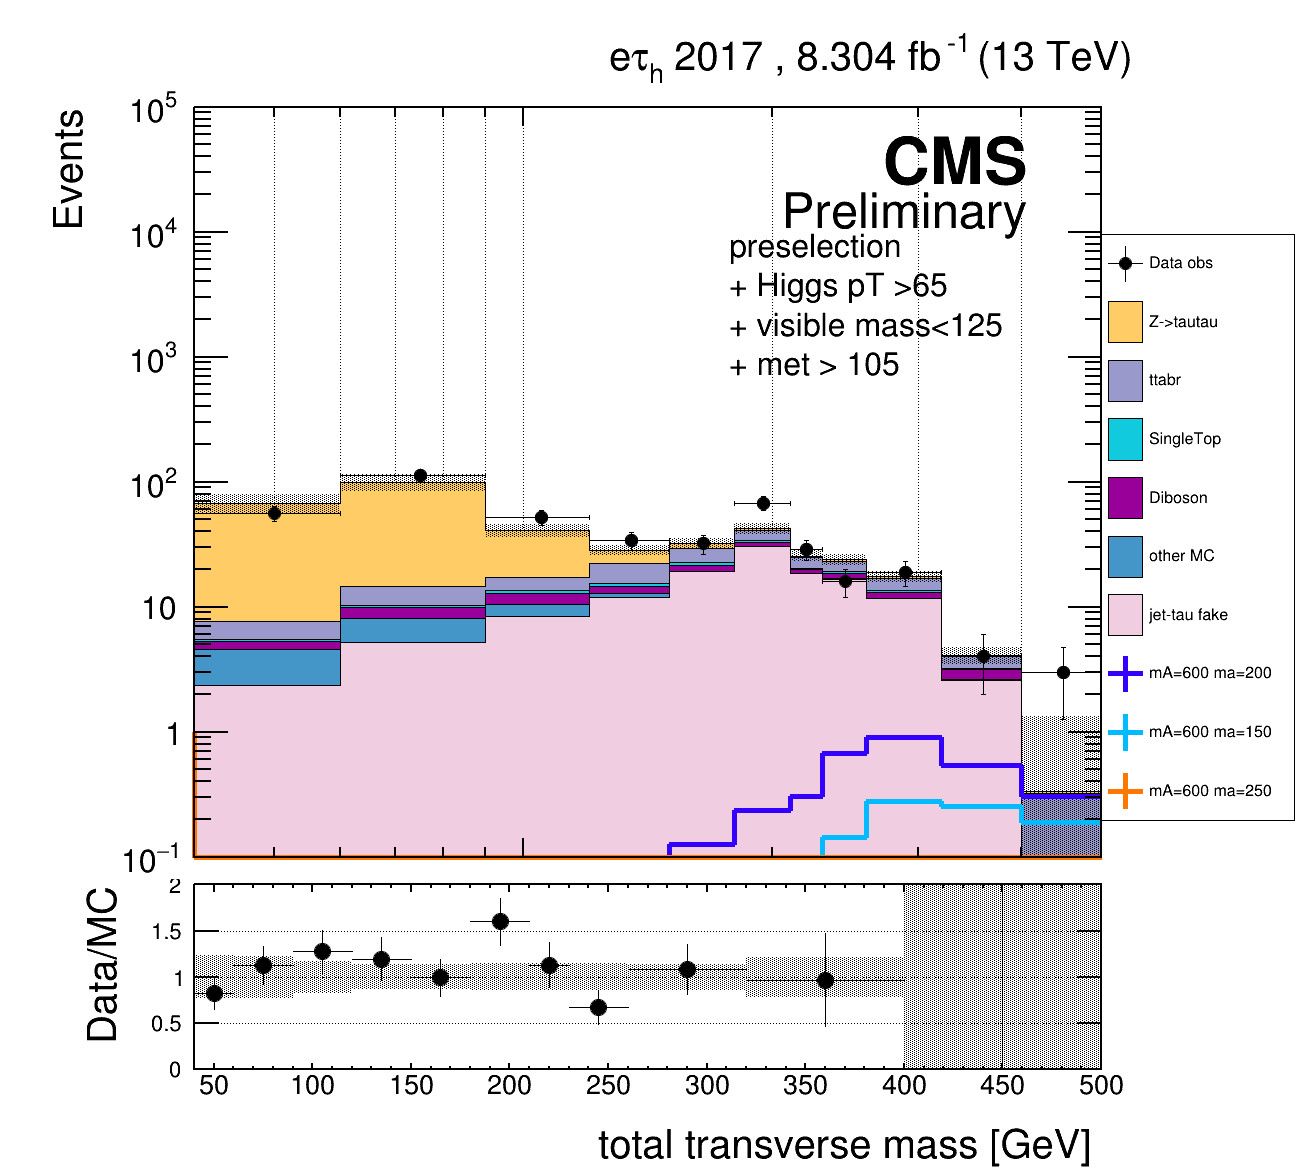 eτh 2017 , 8.304 fb-1 (13 TeV)
Events
10^5
10^4
10^3
10^2
10
1
10^−1
CMS
Preliminary
preselection
+ Higgs pT >65
+ visible mass<125
+ met > 105
Data obs
Z->tautau
ttabr
SingleTop
Diboson
other MC
jet-tau fake
mA=600 ma=200
mA=600 ma=150
mA=600 ma=250
Data/MC
2
1.5
1
0.5
0
50 100 150 200 250 300 350 400 450 500
total transverse mass [GeV]